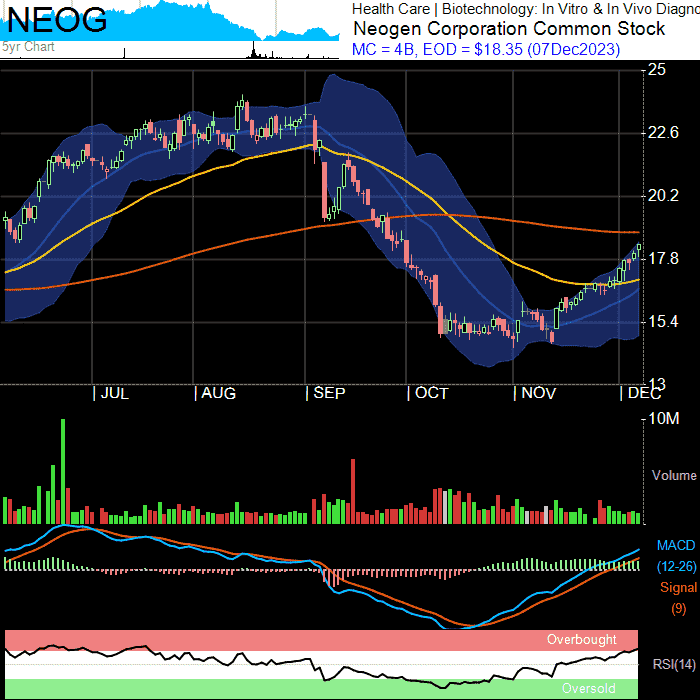 NEOG
Health Care | Biotechnology: In Vitro & In Vivo Diagno
Neogen Corporation Common Stock
5yr Chart
MC = 4B, EOD = $18.35 (07Dec2023)
25
22.6
20.2
17.8
15.4
13
| JUL | AUG | SEP | OCT | NOV | DEC
10M
Volume
MACD
(12-26)
Signal
(9)
Overbought
RSI(14)
Oversold